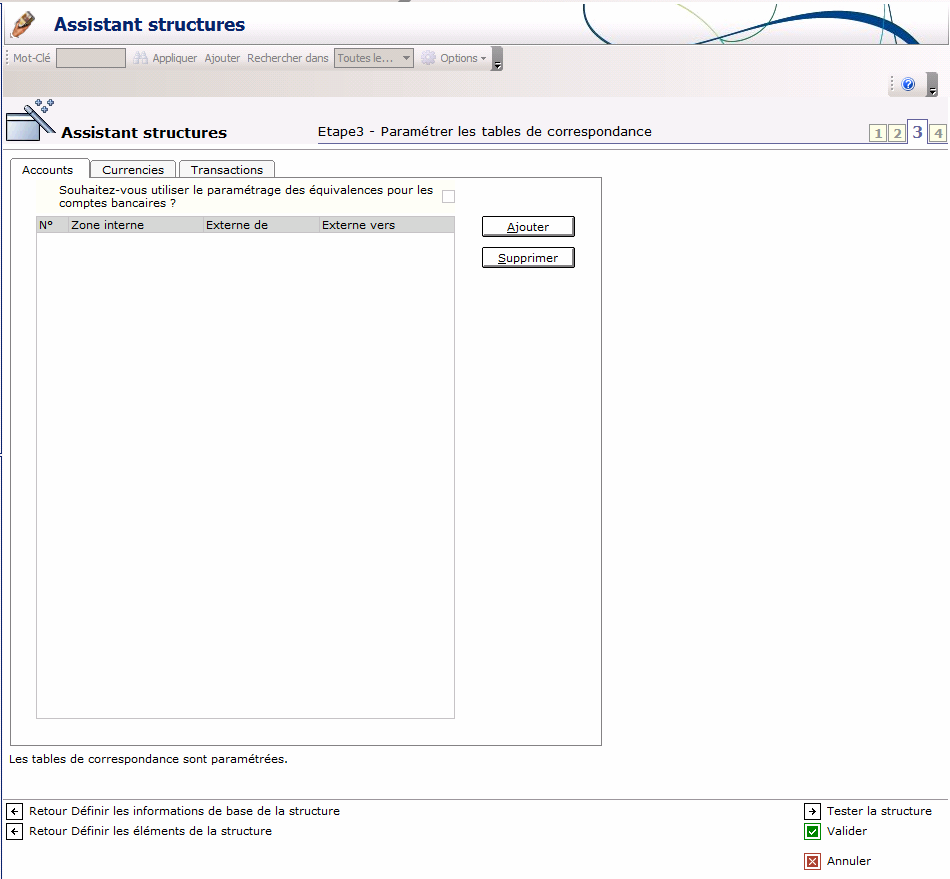 Assistant structures
Mot-Clé Appliquer Ajouter Rechercher dans Toutes le... Options
Assistant structures
Etape3 - Paramétrer les tables de correspondance
1 2 3 4
Accounts Currencies Transactions
Souhaitez-vous utiliser le paramétrage des équivalences pour les
comptes bancaires ?
N° Zone interne Externe de Externe vers
Ajouter
Supprimer
Les tables de correspondance sont paramétrées.
Retour Définir les informations de base de la structure
Retour Définir les éléments de la structure
Tester la structure
Valider
Annuler